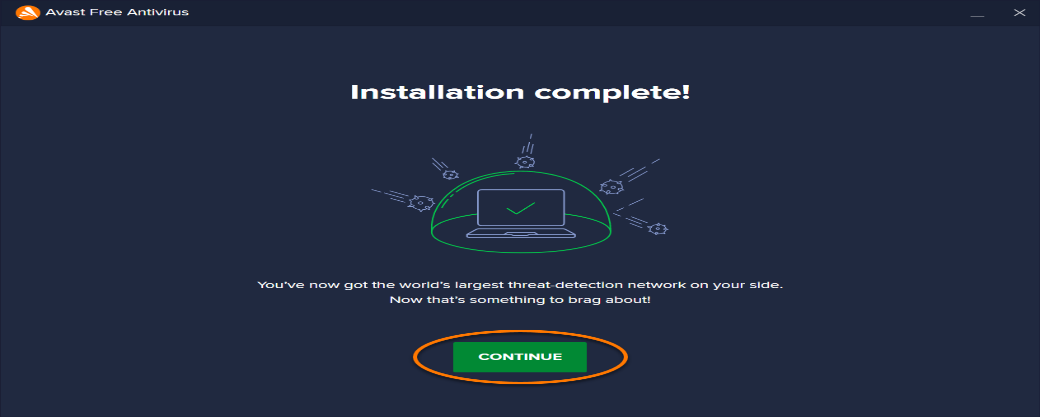 Avast Free Antivirus
Installation complete!
You've now got the world's largest threat-detection network on your side.
Now that's something to brag about!
CONTINUE